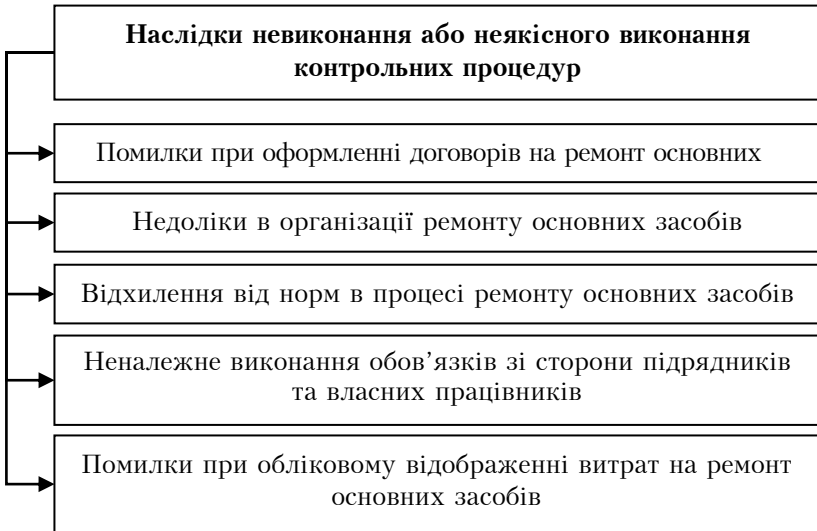 Наслідки невиконання або неякісного виконання
контрольних процедур
Помилки при оформленні договорів на ремонт основних
Недоліки в організації ремонту основних засобів
Відхилення від норм в процесі ремонту основних засобів
Неналежне виконання обов’язків зі сторони підрядників
та власних працівників
Помилки при обліковому відображенні витрат на ремонт
основних засобів